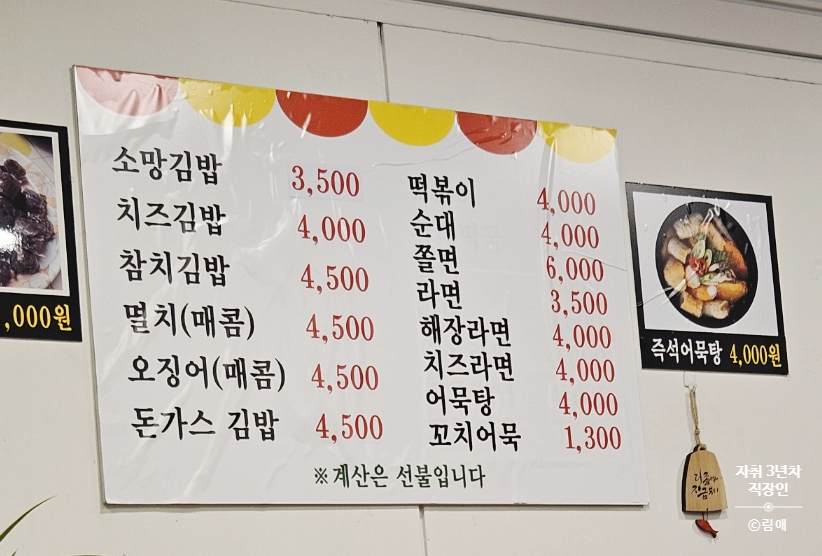 소망김밥 3,500
치즈김밥 4,000
참치김밥 4,500
멸치(매콤) 4,500
오징어(매콤) 4,500
돈가스 김밥 4,500
떡볶이 4,000
순대 4,000
쫄면 6,000
라면 3,500
해장라면 4,000
치즈라면 4,000
어묵탕 4,000
꼬치어묵 1,300
※계산은 선불입니다
,000원
즉석어묵탕 4,000원
자취 3년차
직장인
©림애